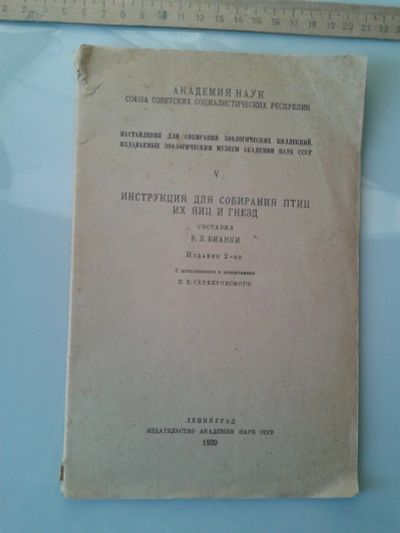 АКАДЕМИЯ НАУК
СОЮЗА СОВЕТСКИХ СОЦИАЛИСТИЧЕСКИХ РЕСПУБЛИК
НАСТАВЛЕНИЯ ДЛЯ СОБИРАНИЯ ЗООЛОГИЧЕСКИХ КОЛЛЕКЦИЙ,
ИЗДАВАЕМЫЕ ЗООЛОГИЧЕСКИМ МУЗЕЕМ АКАДЕМИИ НАУК СССР
V
ИНСТРУКЦИЯ ДЛЯ СОБИРАНИЯ ПТИЦ
ИХ ЯИЦ И ГНЕЗД
СОСТАВИЛ
В. Л. БИАНКИ
Издание 2-ое
С дополнениями и изменениями
П. В. СЕРЕБРОВСКОГО
ЛЕНИНГРАД
ИЗДАТЕЛЬСТВО АКАДЕМИИ НАУК СССР
1929